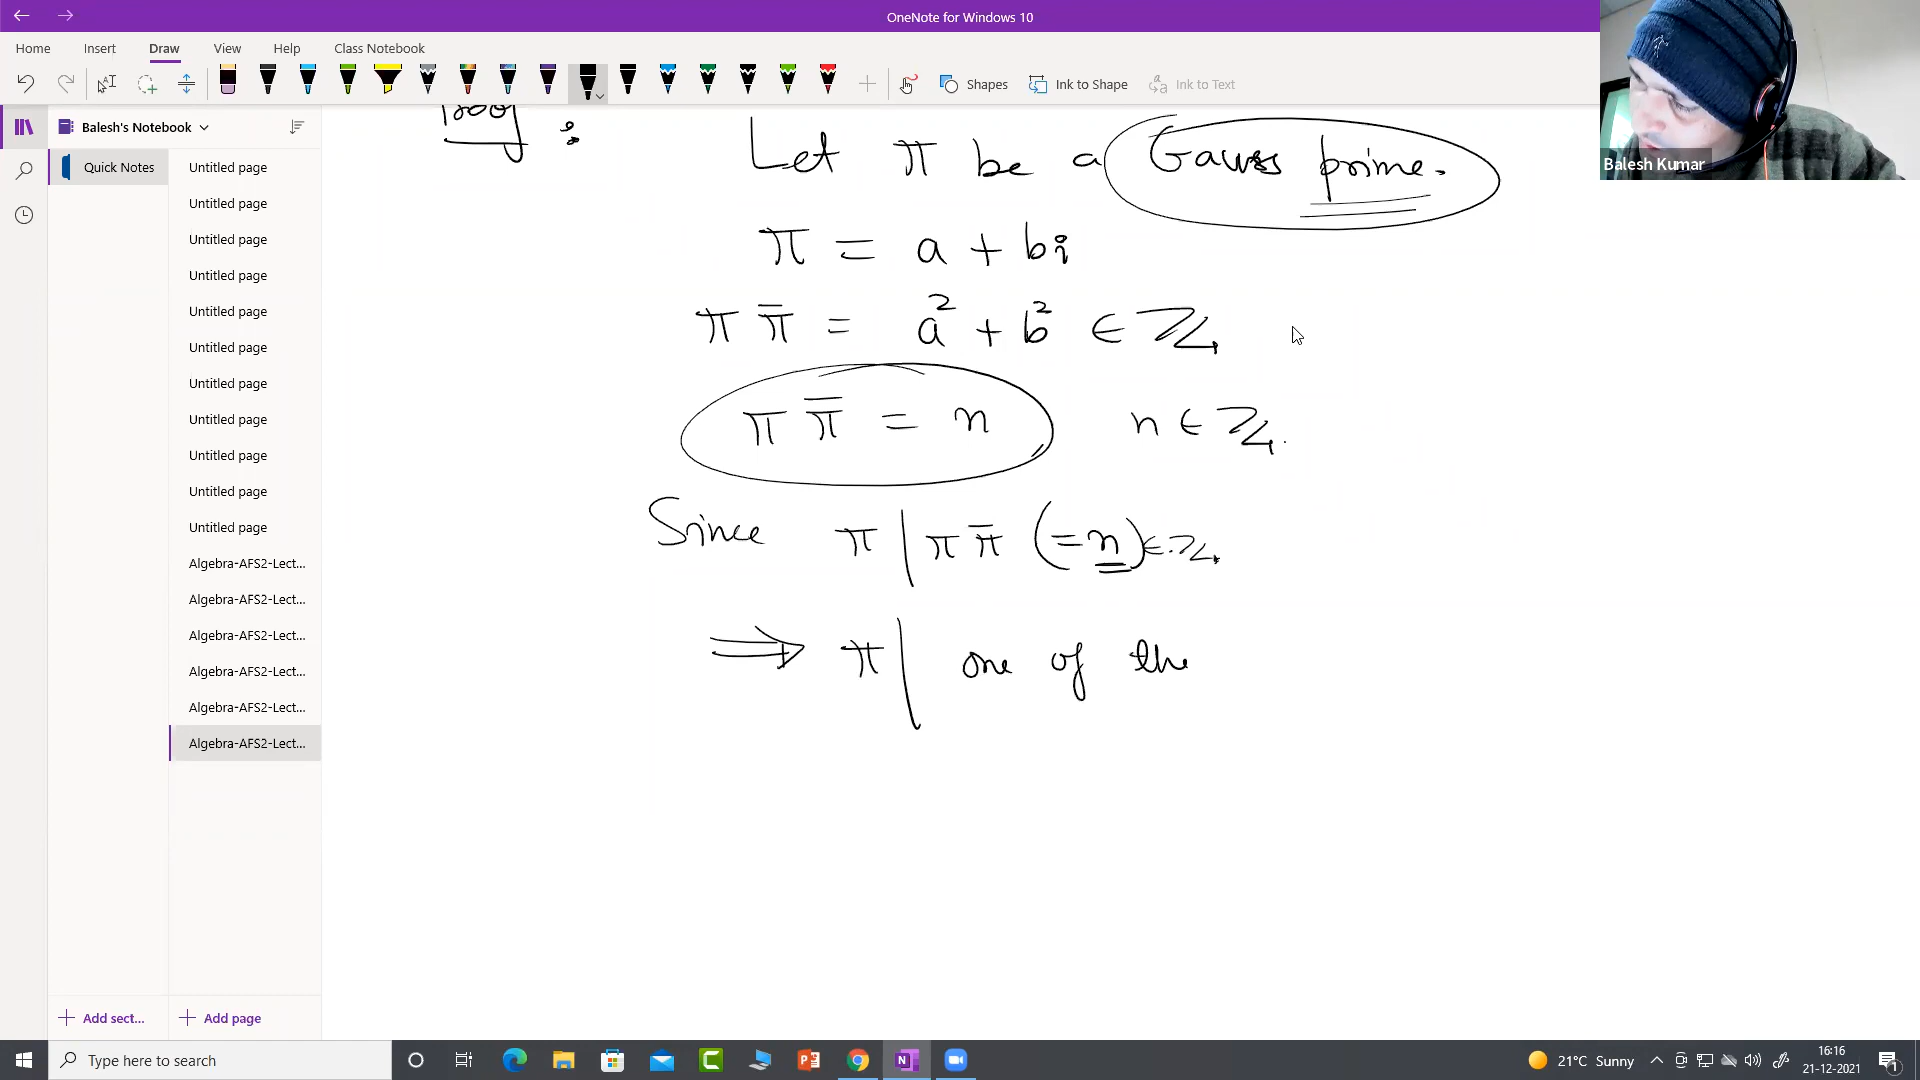 OneNote for Windows 10
Home Insert Draw View Help Class Notebook
Shapes Ink to Shape Ink to Text
Balesh Kumar
Balesh's Notebook
Quick Notes
Untitled page
Untitled page
Untitled page
Untitled page
Untitled page
Untitled page
Untitled page
Untitled page
Untitled page
Untitled page
Untitled page
Algebra-AFS2-Lect...
Algebra-AFS2-Lect...
Algebra-AFS2-Lect...
Algebra-AFS2-Lect...
Algebra-AFS2-Lect...
Algebra-AFS2-Lect...
Add sect...
Add page
Proof :
Let π be a Gauss prime.
π = a + bi
π π̄ = a² + b² ∈ ℤ,
π π̄ = n n ∈ ℤ.
Since π | π π̄ (= n) ∈ ℤ.
⟹ π | one of the
Type here to search
21°C Sunny
16:16
21-12-2021
1